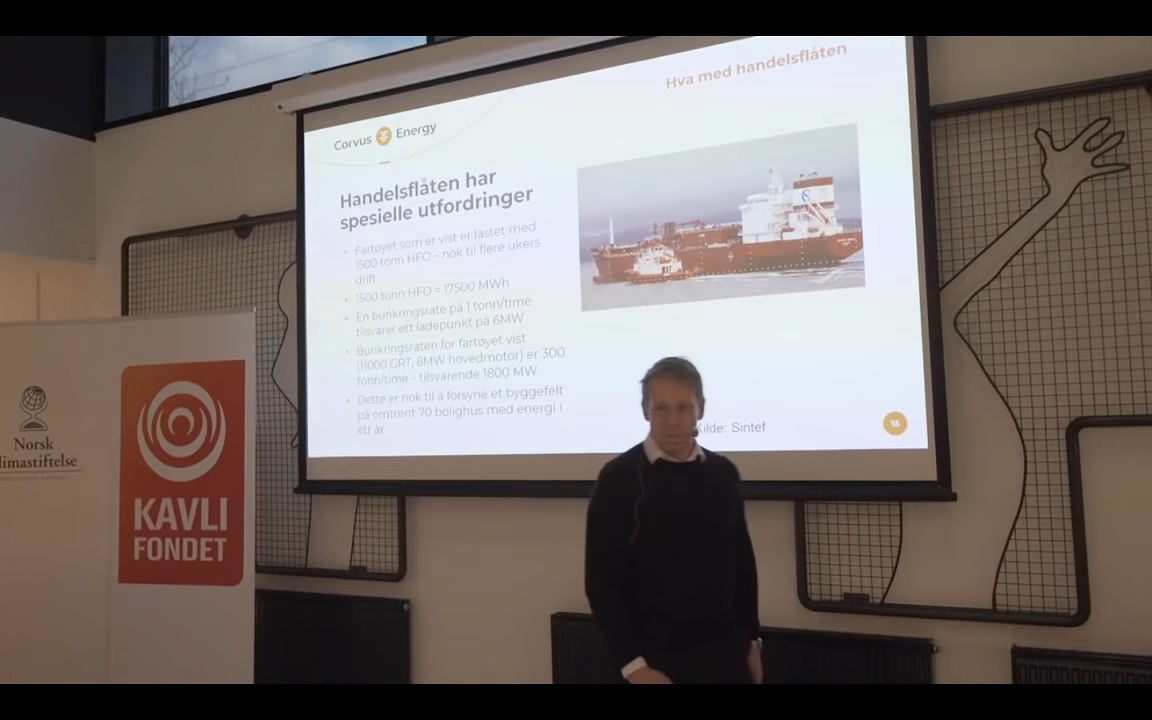 Hva med handelsflåten
Corvus Energy
Handelsflåten har
spesielle utfordringer
• Fartøyet som er vist er lastet med
1500 tonn HFO – nok til flere ukers
drift
• 1500 tonn HFO = 17500 MWh
• En bunkringsrate på 1 tonn/time
tilsvarer ett ladepunkt på 6MW
• Bunkringsraten for fartøyet vist
(11000 GRT, 8MW hovedmotor) er 300
tonn/time – tilsvarende 1800 MW
• Dette er nok til å forsyne et byggefelt
på omtrent 70 bolighus med energi i
ett år
Kilde: Sintef
Norsk
limastiftelse
KAVLI
FONDET